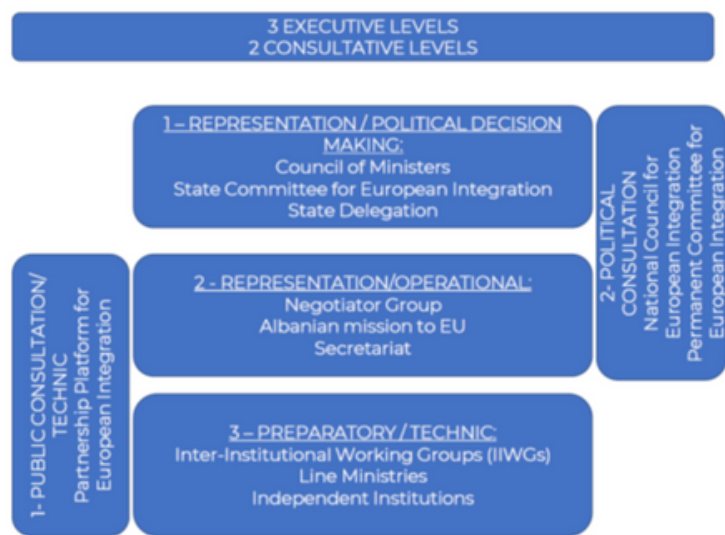 3 EXECUTIVE LEVELS
2 CONSULTATIVE LEVELS
1 – REPRESENTATION / POLITICAL DECISION
MAKING:
Council of Ministers
State Committee for European Integration
State Delegation
2 - REPRESENTATION/OPERATIONAL:
Negotiator Group
Albanian mission to EU
Secretariat
3 – PREPARATORY / TECHNIC:
Inter-Institutional Working Groups (IIWGs)
Line Ministries
Independent Institutions
1- PUBLIC CONSULTATION/
TECHNIC
Partnership Platform for
European Integration
2- POLITICAL
CONSULTATION
National Council for
European Integration
Permanent Committee for
European Integration